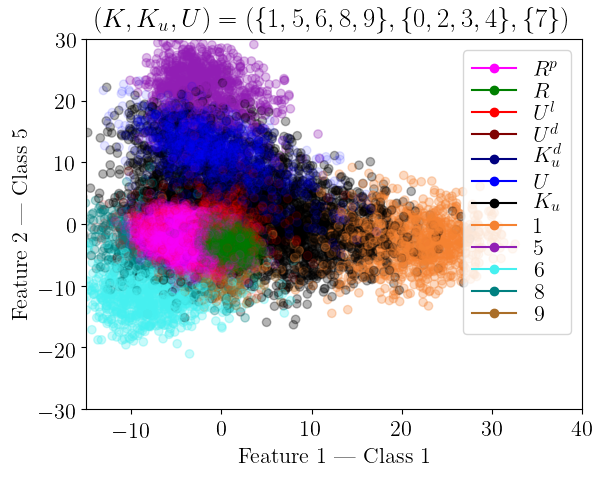 (K, K_u, U) = ({1, 5, 6, 8, 9}, {0, 2, 3, 4}, {7})
30
20
10
0
−10
−20
−30
Feature 2 — Class 5
R^p
R
U^l
U^d
K_u^d
U
K_u
1
5
6
8
9
−10
0
10
20
30
40
Feature 1 — Class 1